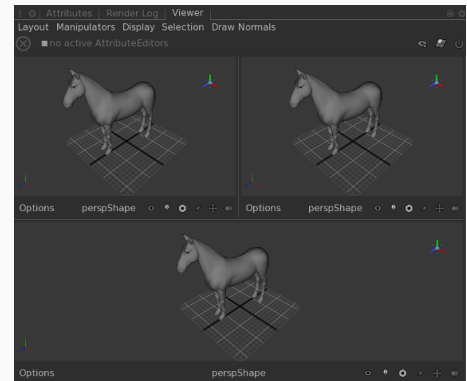 Attributes Render Log Viewer
Layout Manipulators Display Selection Draw Normals
no active AttributeEditors
Options perspShape
Options perspShape
Options perspShape